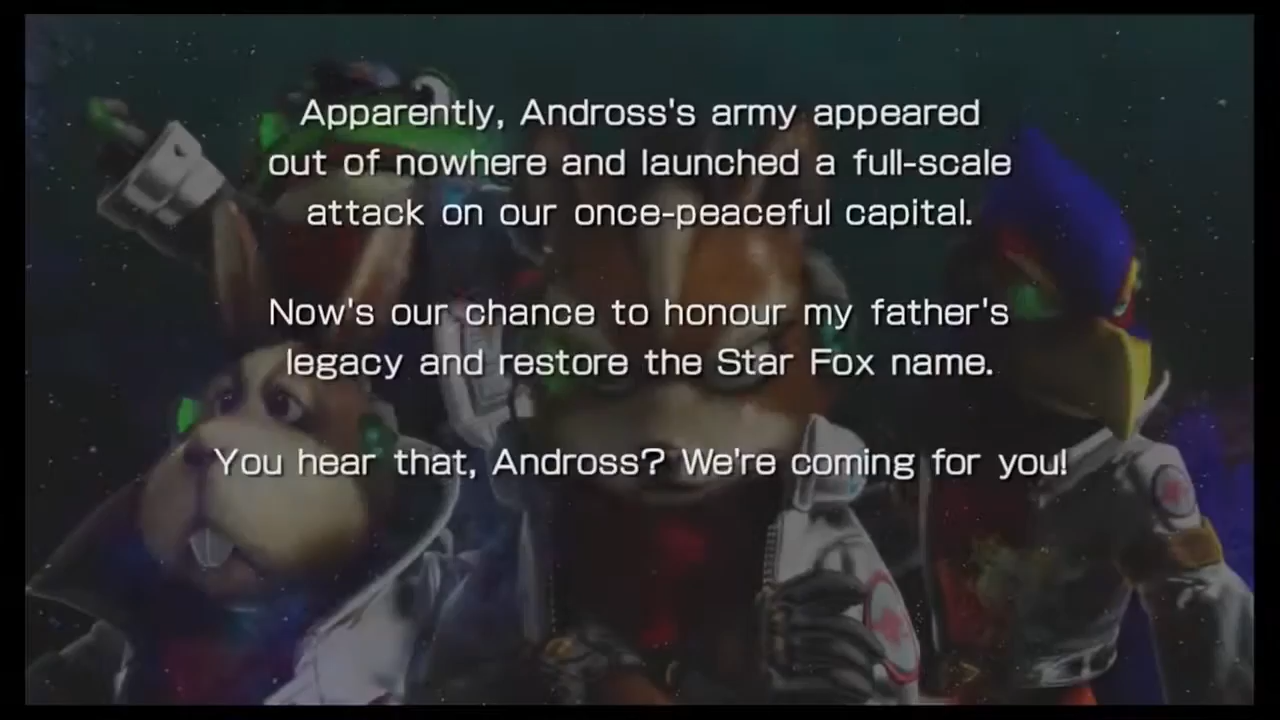 Apparently, Andross's army appeared
out of nowhere and launched a full-scale
attack on our once-peaceful capital.
Now's our chance to honour my father's
legacy and restore the Star Fox name.
You hear that, Andross? We're coming for you!